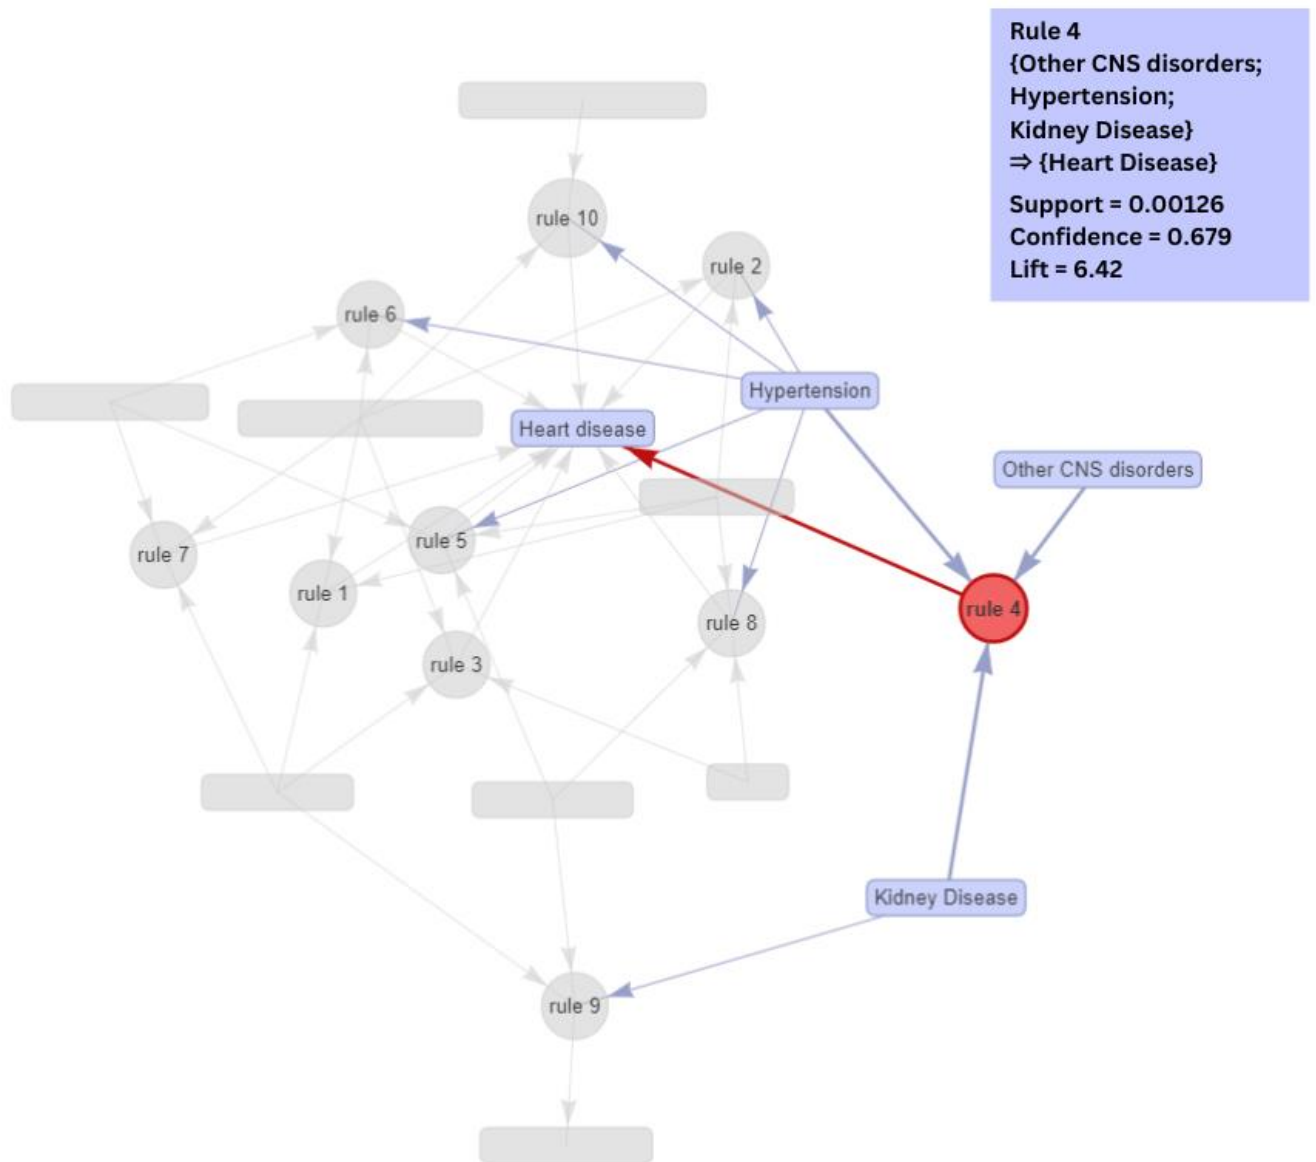 Rule 4
{Other CNS disorders;
Hypertension;
Kidney Disease}
⇒ {Heart Disease}
Support = 0.00126
Confidence = 0.679
Lift = 6.42
rule 10
rule 2
rule 6
Hypertension
Heart disease
Other CNS disorders
rule 5
rule 7
rule 1
rule 4
rule 8
rule 3
Kidney Disease
rule 9